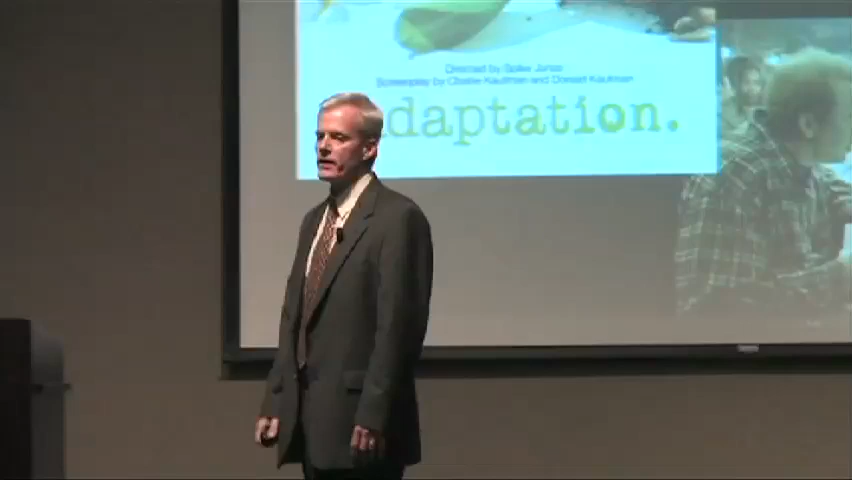 Directed by Spike Jonze
Screenplay by Charlie Kaufman and Donald Kaufman
daptation.